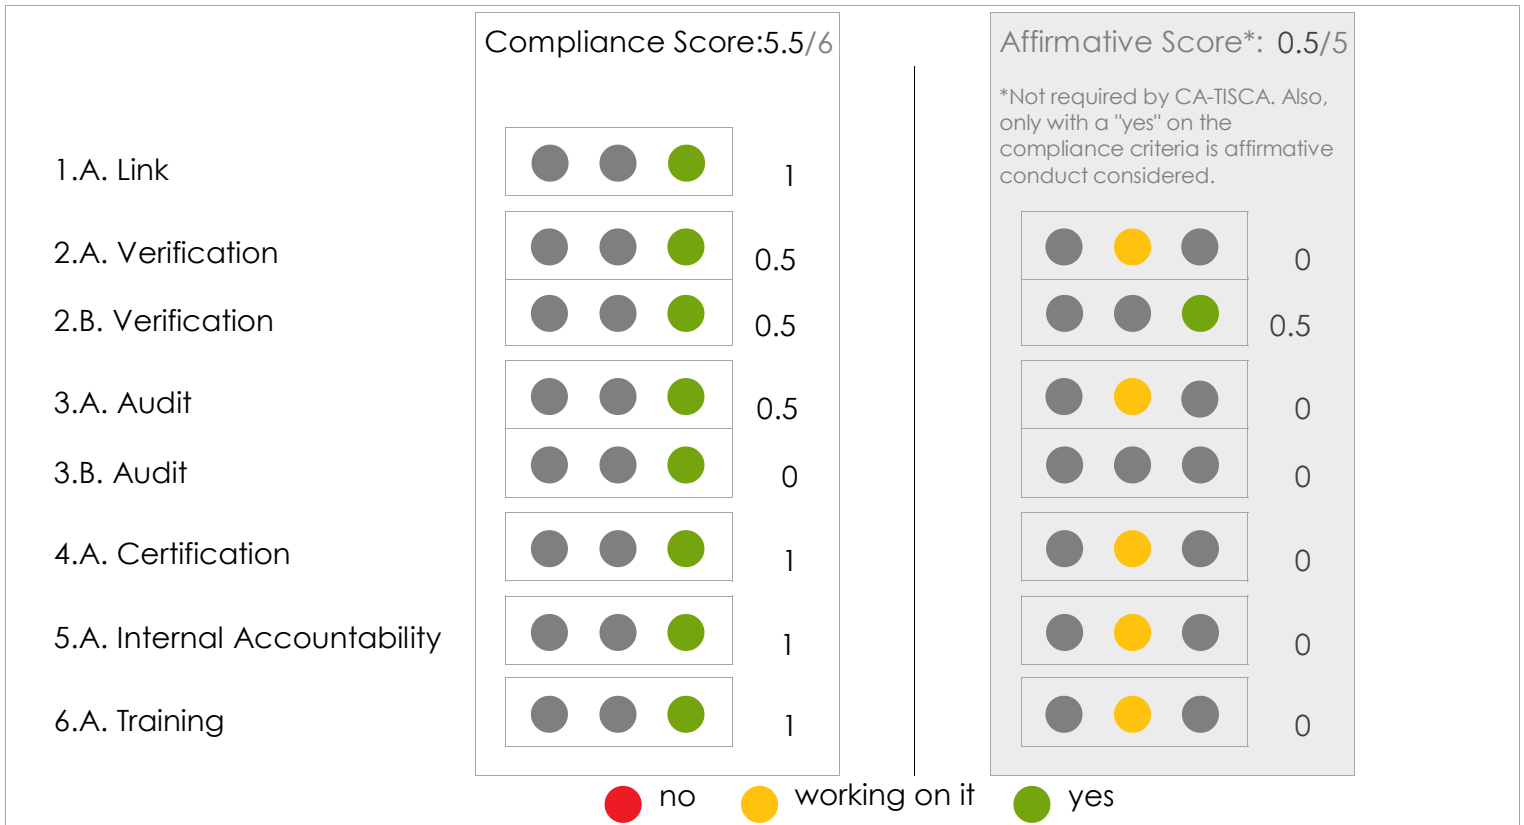 Compliance Score:5.5/6
Affirmative Score*: 0.5/5
*Not required by CA-TISCA. Also,
only with a "yes" on the
compliance criteria is affirmative
conduct considered.
1.A. Link 1
2.A. Verification 0.5 0
2.B. Verification 0.5 0.5
3.A. Audit 0.5 0
3.B. Audit 0 0
4.A. Certification 1 0
5.A. Internal Accountability 1 0
6.A. Training 1 0
no working on it yes